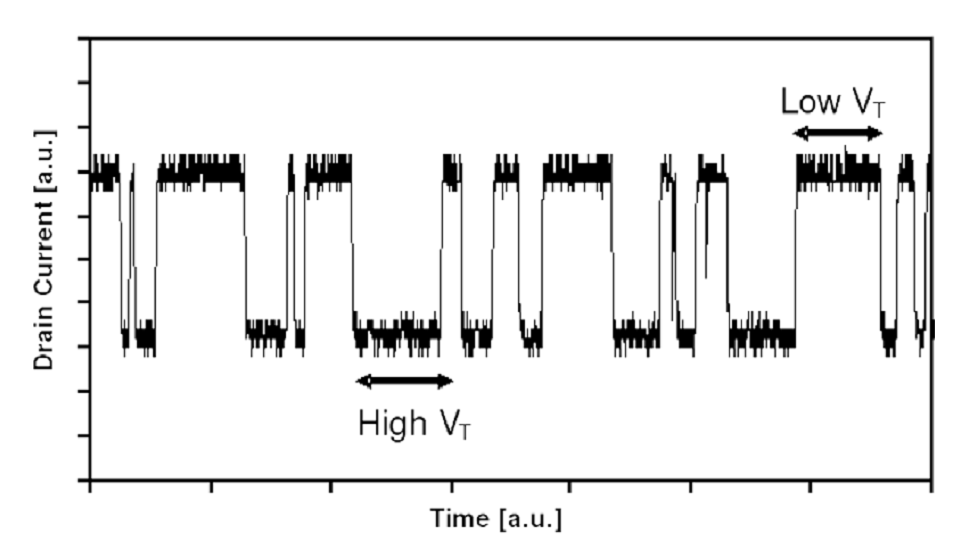 Low V_T
Drain Current [a.u.]
High V_T
Time [a.u.]